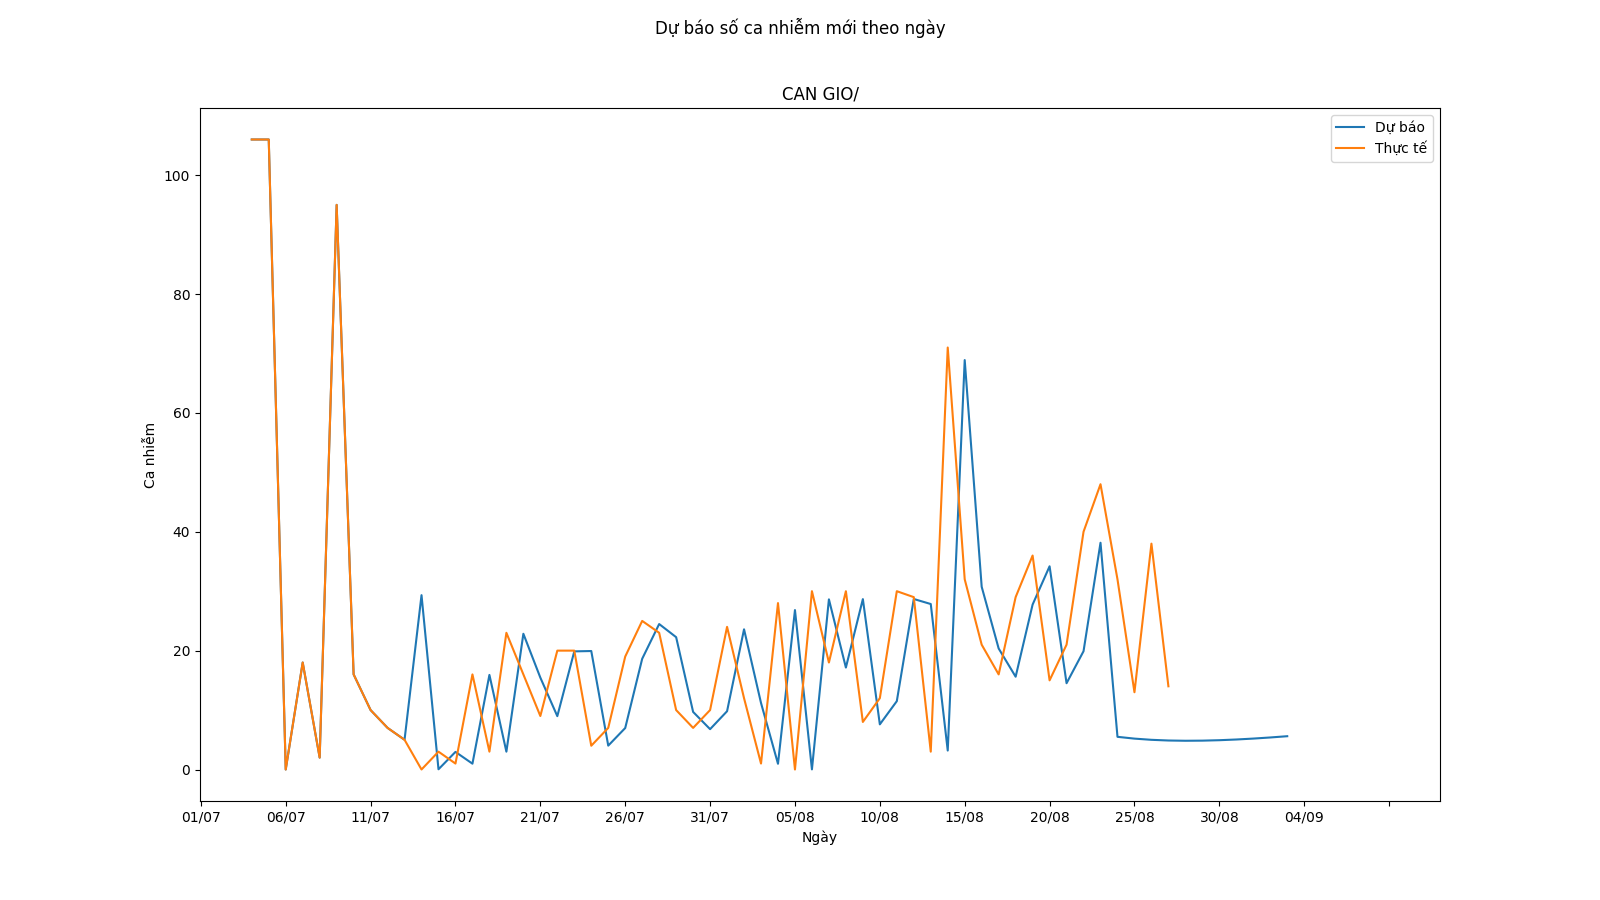 Dự báo số ca nhiễm mới theo ngày
CAN GIO/
Dự báo
Thực tế
100
80
60
40
20
0
Ca nhiễm
01/07 06/07 11/07 16/07 21/07 26/07 31/07 05/08 10/08 15/08 20/08 25/08 30/08 04/09
Ngày